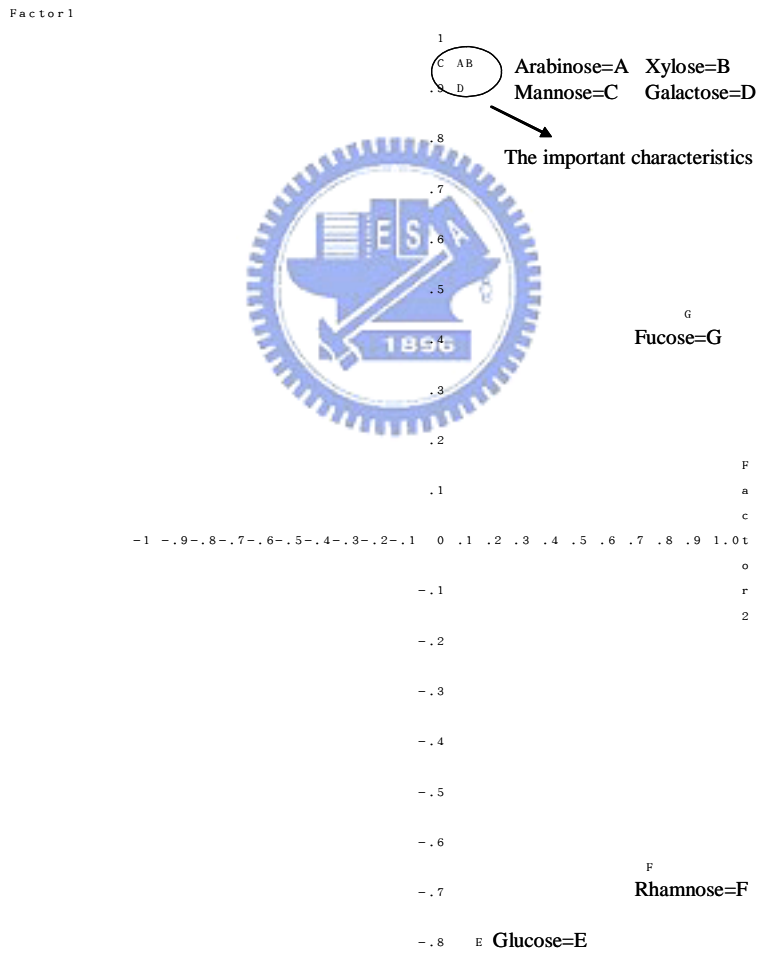 Factor1
1
C AB Arabinose=A Xylose=B
.9 D Mannose=C Galactose=D
.8
The important characteristics
.7
E S A .6
.5
G
1896 .4 Fucose=G
.3
.2
F
.1 a
c
-1 -.9-.8-.7-.6-.5-.4-.3-.2-.1 0 .1 .2 .3 .4 .5 .6 .7 .8 .9 1.0t
o
-.1 r
2
-.2
-.3
-.4
-.5
-.6
F
-.7 Rhamnose=F
-.8 E Glucose=E